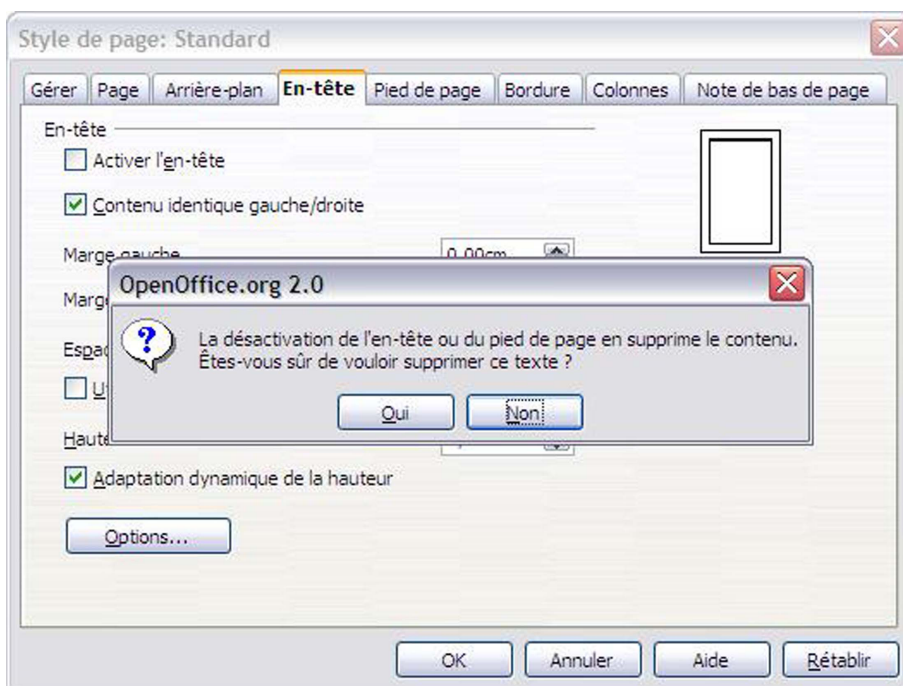 Style de page: Standard
Gérer Page Arrière-plan En-tête Pied de page Bordure Colonnes Note de bas de page
En-tête
Activer l'en-tête
Contenu identique gauche/droite
Marge gauche 0,00cm
OpenOffice.org 2.0
La désactivation de l'en-tête ou du pied de page en supprime le contenu.
Êtes-vous sûr de vouloir supprimer ce texte ?
Oui Non
Adaptation dynamique de la hauteur
Options...
OK Annuler Aide Rétablir